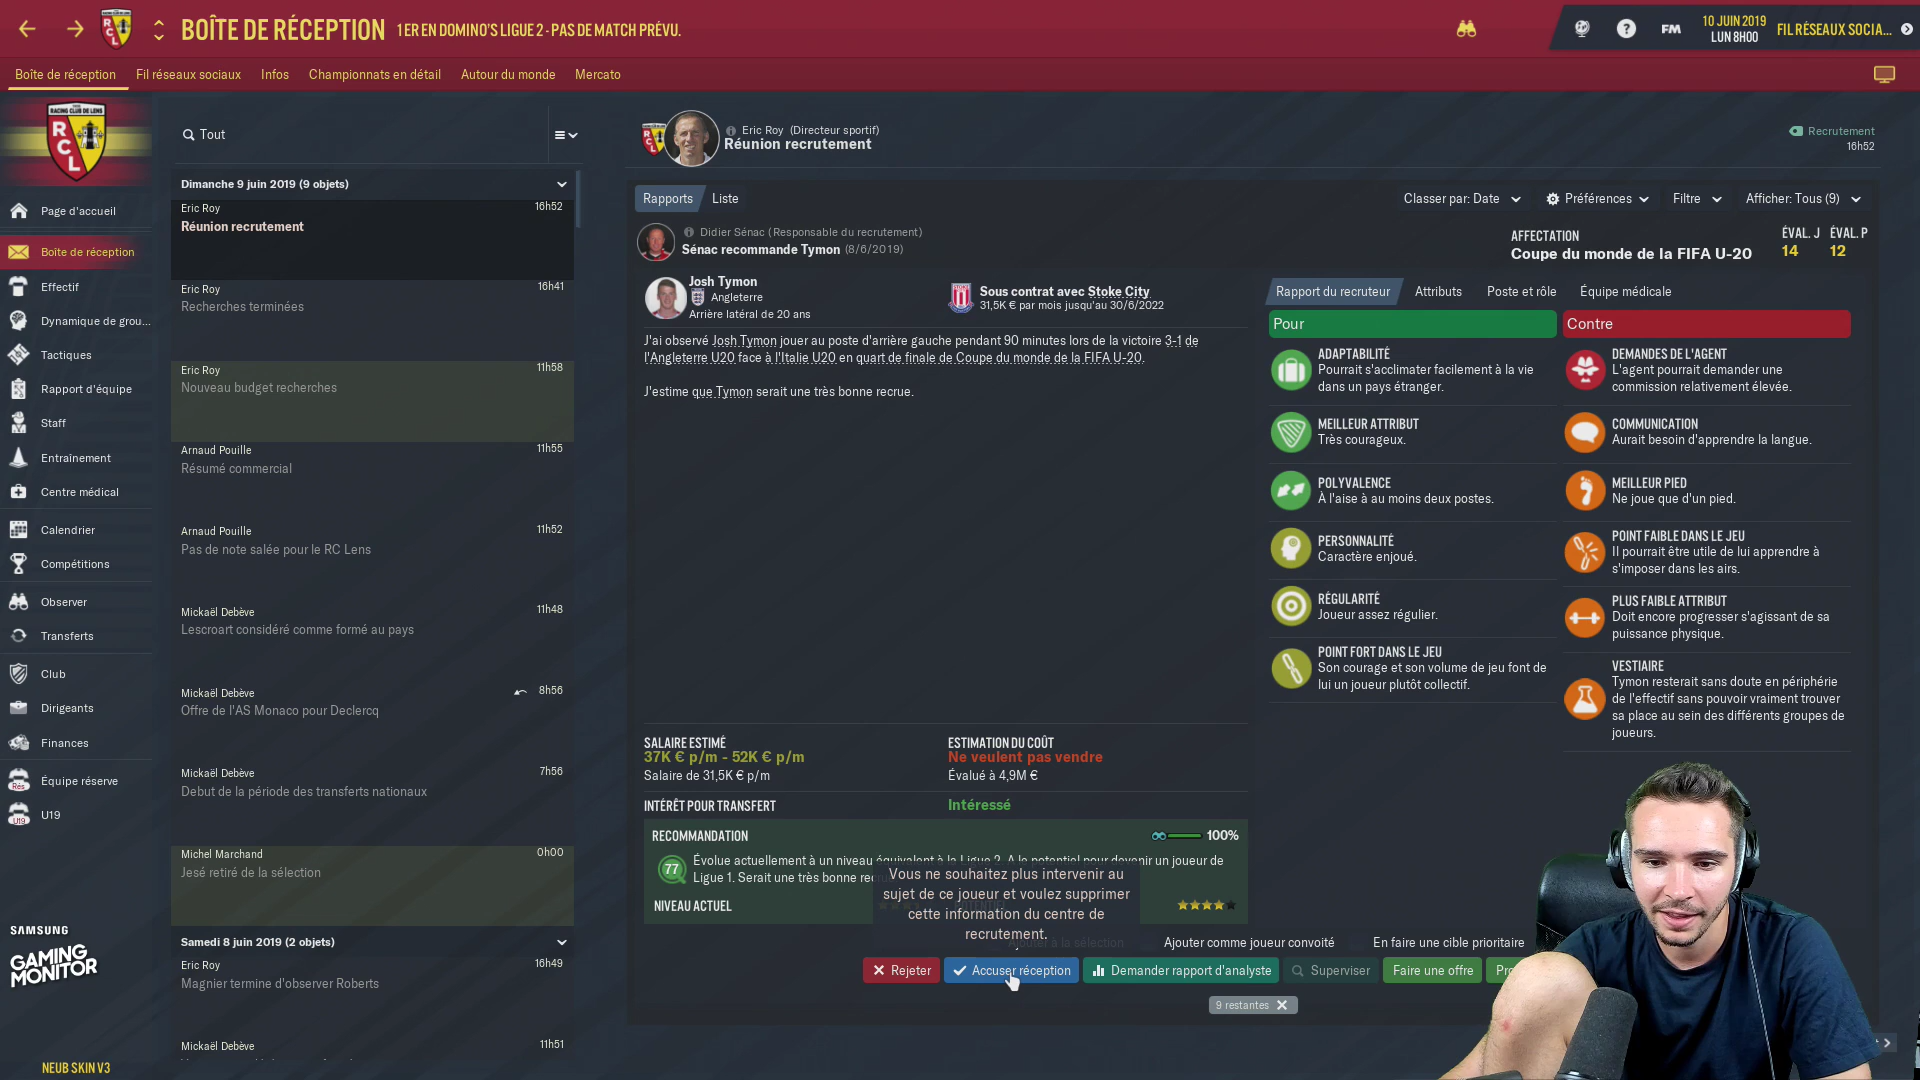 BOÎTE DE RÉCEPTION
1ER EN DOMINO'S LIGUE 2 - PAS DE MATCH PRÉVU.
FM
10 JUIN 2019
LUN 8H00
FIL RÉSEAUX SOCIA...
Boîte de réception
Fil réseaux sociaux
Infos
Championnats en détail
Autour du monde
Mercato
RACING CLUB DE LENS
RCL
Page d'accueil
Boîte de réception
Effectif
Dynamique de grou...
Tactiques
Rapport d'équipe
Staff
Entraînement
Centre médical
Calendrier
Compétitions
Observer
Transferts
Club
Dirigeants
Finances
Équipe réserve
U19
SAMSUNG
GAMING
MONITOR
NEUB SKIN V3
Tout
Dimanche 9 juin 2019 (9 objets)
Eric Roy 16h52
Réunion recrutement
Eric Roy 16h41
Recherches terminées
Eric Roy 11h58
Nouveau budget recherches
Arnaud Pouille 11h55
Résumé commercial
Arnaud Pouille 11h52
Pas de note salée pour le RC Lens
Mickaël Debève 11h48
Lescroart considéré comme formé au pays
Mickaël Debève 8h56
Offre de l'AS Monaco pour Declercq
Mickaël Debève 7h56
Debut de la période des transferts nationaux
Michel Marchand 0h00
Jesé retiré de la sélection
Samedi 8 juin 2019 (2 objets)
Eric Roy 16h49
Magnier termine d'observer Roberts
Mickaël Debève 11h51
Eric Roy (Directeur sportif)
Réunion recrutement
Recrutement
16h52
Rapports
Liste
Classer par: Date
Préférences
Filtre
Afficher: Tous (9)
Didier Sénac (Responsable du recrutement)
Sénac recommande Tymon (8/6/2019)
AFFECTATION
Coupe du monde de la FIFA U-20
ÉVAL. J
14
ÉVAL. P
12
Josh Tymon
Angleterre
Arrière latéral de 20 ans
Sous contrat avec Stoke City
31,5K € par mois jusqu'au 30/6/2022
J'ai observé Josh Tymon jouer au poste d'arrière gauche pendant 90 minutes lors de la victoire 3-1 de
l'Angleterre U20 face à l'Italie U20 en quart de finale de Coupe du monde de la FIFA U-20.
J'estime que Tymon serait une très bonne recrue.
Rapport du recruteur
Attributs
Poste et rôle
Équipe médicale
Pour
ADAPTABILITÉ
Pourrait s'acclimater facilement à la vie
dans un pays étranger.
MEILLEUR ATTRIBUT
Très courageux.
POLYVALENCE
À l'aise à au moins deux postes.
PERSONNALITÉ
Caractère enjoué.
RÉGULARITÉ
Joueur assez régulier.
POINT FORT DANS LE JEU
Son courage et son volume de jeu font de
lui un joueur plutôt collectif.
Contre
DEMANDES DE L'AGENT
L'agent pourrait demander une
commission relativement élevée.
COMMUNICATION
Aurait besoin d'apprendre la langue.
MEILLEUR PIED
Ne joue que d'un pied.
POINT FAIBLE DANS LE JEU
Il pourrait être utile de lui apprendre à
s'imposer dans les airs.
PLUS FAIBLE ATTRIBUT
Doit encore progresser s'agissant de sa
puissance physique.
VESTIAIRE
Tymon resterait sans doute en périphérie
de l'effectif sans pouvoir vraiment trouver
sa place au sein des différents groupes de
joueurs.
SALAIRE ESTIMÉ
37K € p/m - 52K € p/m
Salaire de 31,5K € p/m
ESTIMATION DU COÛT
Ne veulent pas vendre
Évalué à 4,9M €
INTÉRÊT POUR TRANSFERT
Intéressé
RECOMMANDATION
100%
77
Évolue actuellement à un niveau équivalent à la Ligue 2. A le potentiel pour devenir un joueur de
Ligue 1. Serait une très bonne
NIVEAU ACTUEL
Vous ne souhaitez plus intervenir au
sujet de ce joueur et voulez supprimer
cette information du centre de
recrutement.
Ajouter à la sélection
Ajouter comme joueur convoité
En faire une cible prioritaire
Rejeter
Accuser réception
Demander rapport d'analyste
Superviser
Faire une offre
9 restantes